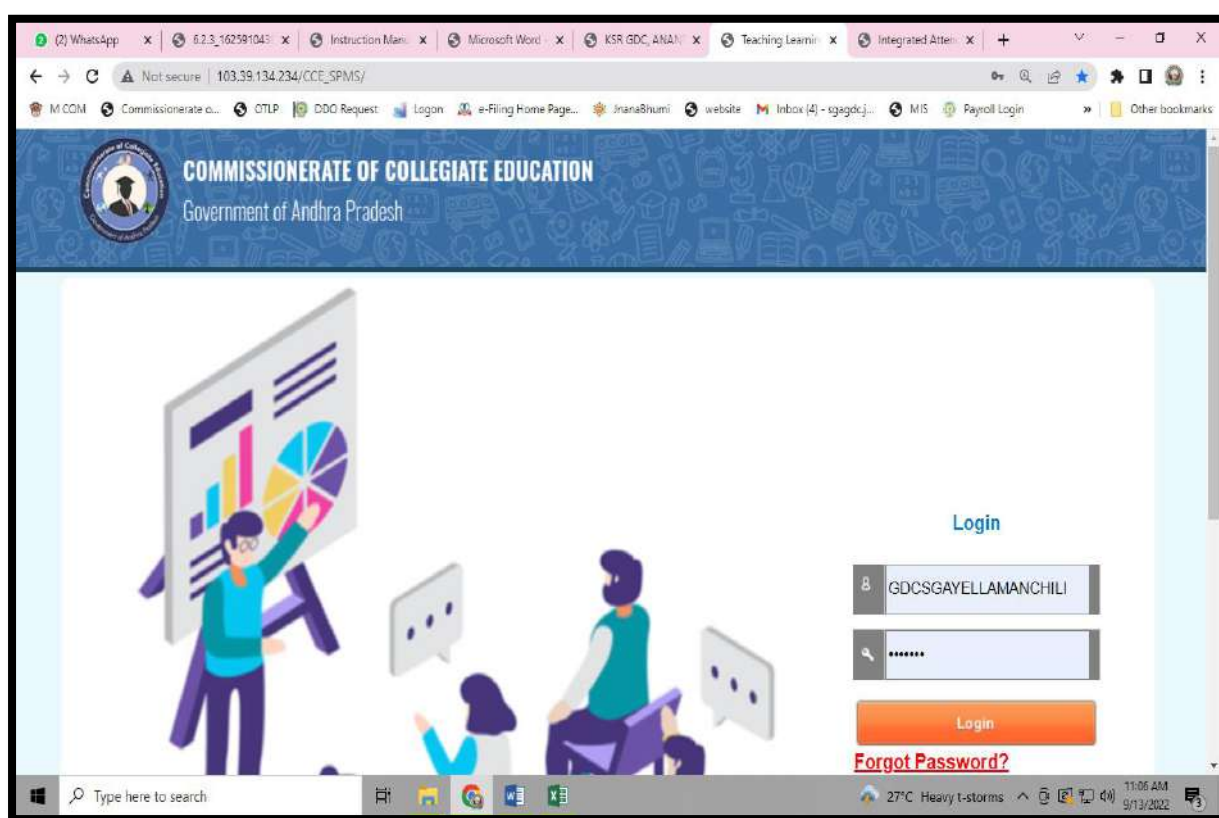 (2) WhatsApp x 6.2.3_162591043 x Instruction Manu x Microsoft Word - x KSR GDC, ANAN x Teaching Learnin x Integrated Atten x +
Not secure | 103.39.134.234/CCE_SPMS/
M COM Commissionerate o... OTLP DDO Request Logon e-Filing Home Page... JnanaBhumi website Inbox (4) - sgagdc.j... MIS Payroll Login » Other bookmarks
COMMISSIONERATE OF COLLEGIATE EDUCATION
Government of Andhra Pradesh
Login
GDCSGAYELLAMANCHILI
•••••••
Login
Forgot Password?
Type here to search
27°C Heavy t-storms
11:06 AM
9/13/2022
3